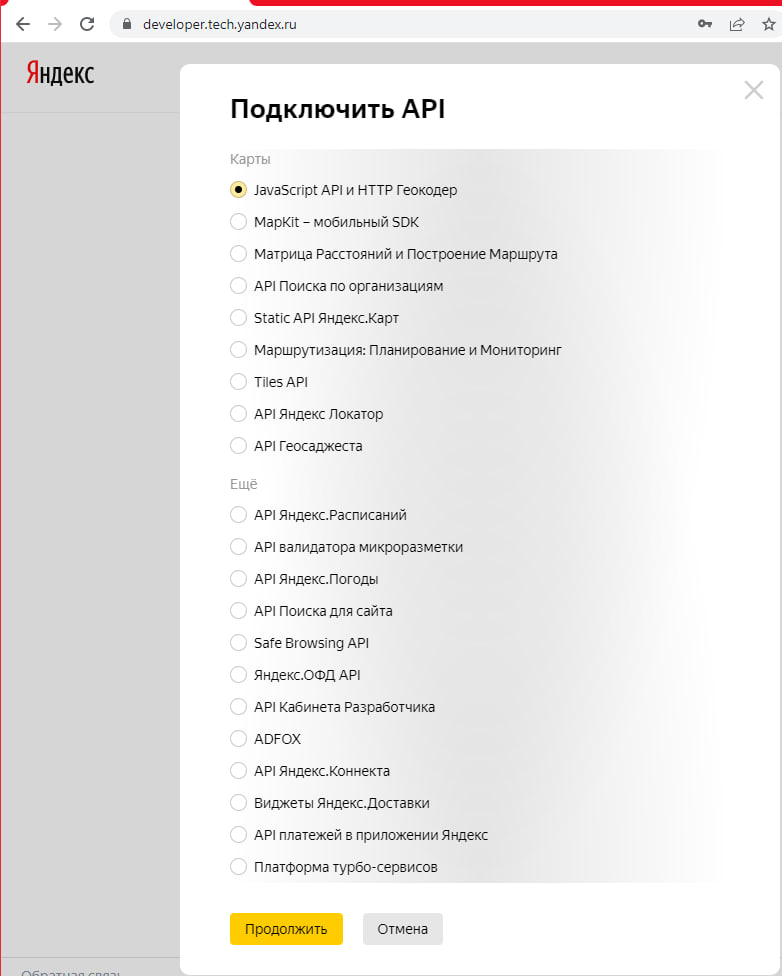 developer.tech.yandex.ru
Яндекс
Подключить API
Карты
JavaScript API и HTTP Геокодер
MapKit – мобильный SDK
Матрица Расстояний и Построение Маршрута
API Поиска по организациям
Static API Яндекс.Карт
Маршрутизация: Планирование и Мониторинг
Tiles API
API Яндекс Локатор
API Геосаджеста
Ещё
API Яндекс.Расписаний
API валидатора микроразметки
API Яндекс.Погоды
API Поиска для сайта
Safe Browsing API
Яндекс.ОФД API
API Кабинета Разработчика
ADFOX
API Яндекс.Коннекта
Виджеты Яндекс.Доставки
API платежей в приложении Яндекс
Платформа турбо-сервисов
Продолжить
Отмена
Обратная связь